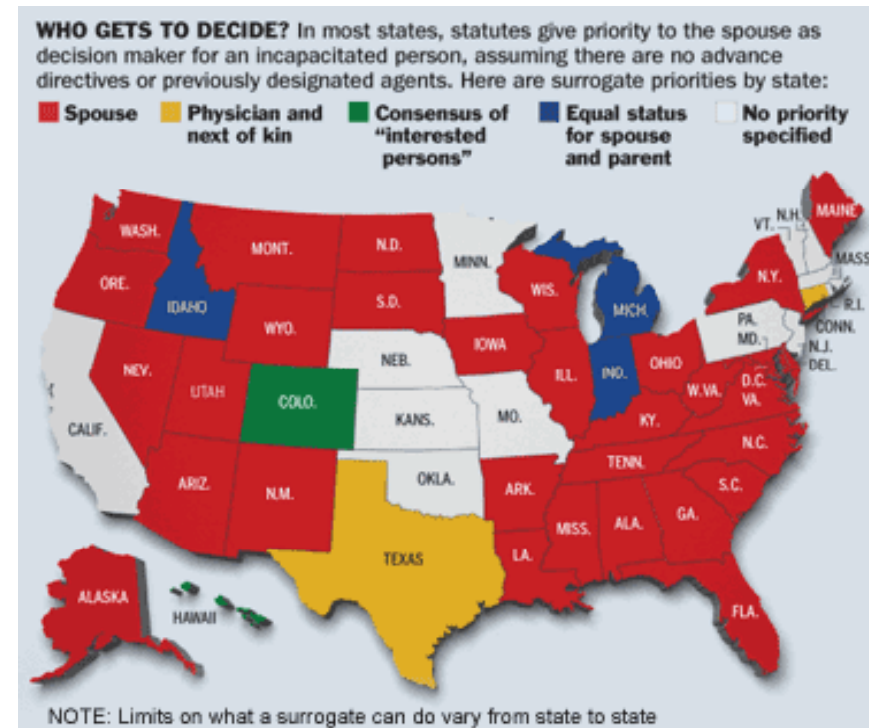 WHO GETS TO DECIDE? In most states, statutes give priority to the spouse as
decision maker for an incapacitated person, assuming there are no advance
directives or previously designated agents. Here are surrogate priorities by state:
Spouse
Physician and
next of kin
Consensus of
"interested
persons"
Equal status
for spouse
and parent
No priority
specified
WASH.
ORE.
CALIF.
NEV.
IDAHO
MONT.
WYO.
UTAH
ARIZ.
COLO.
N.M.
N.D.
S.D.
NEB.
KANS.
OKLA.
TEXAS
MINN.
IOWA
MO.
ARK.
LA.
WIS.
ILL.
MICH.
IND.
OHIO
KY.
TENN.
MISS.
ALA.
GA.
FLA.
S.C.
N.C.
W.VA.
D.C.
VA.
PA.
MD.
N.Y.
VT.
N.H.
MAINE
MASS
R.I.
CONN.
N.J.
DEL.
ALASKA
HAWAII
NOTE: Limits on what a surrogate can do vary from state to state